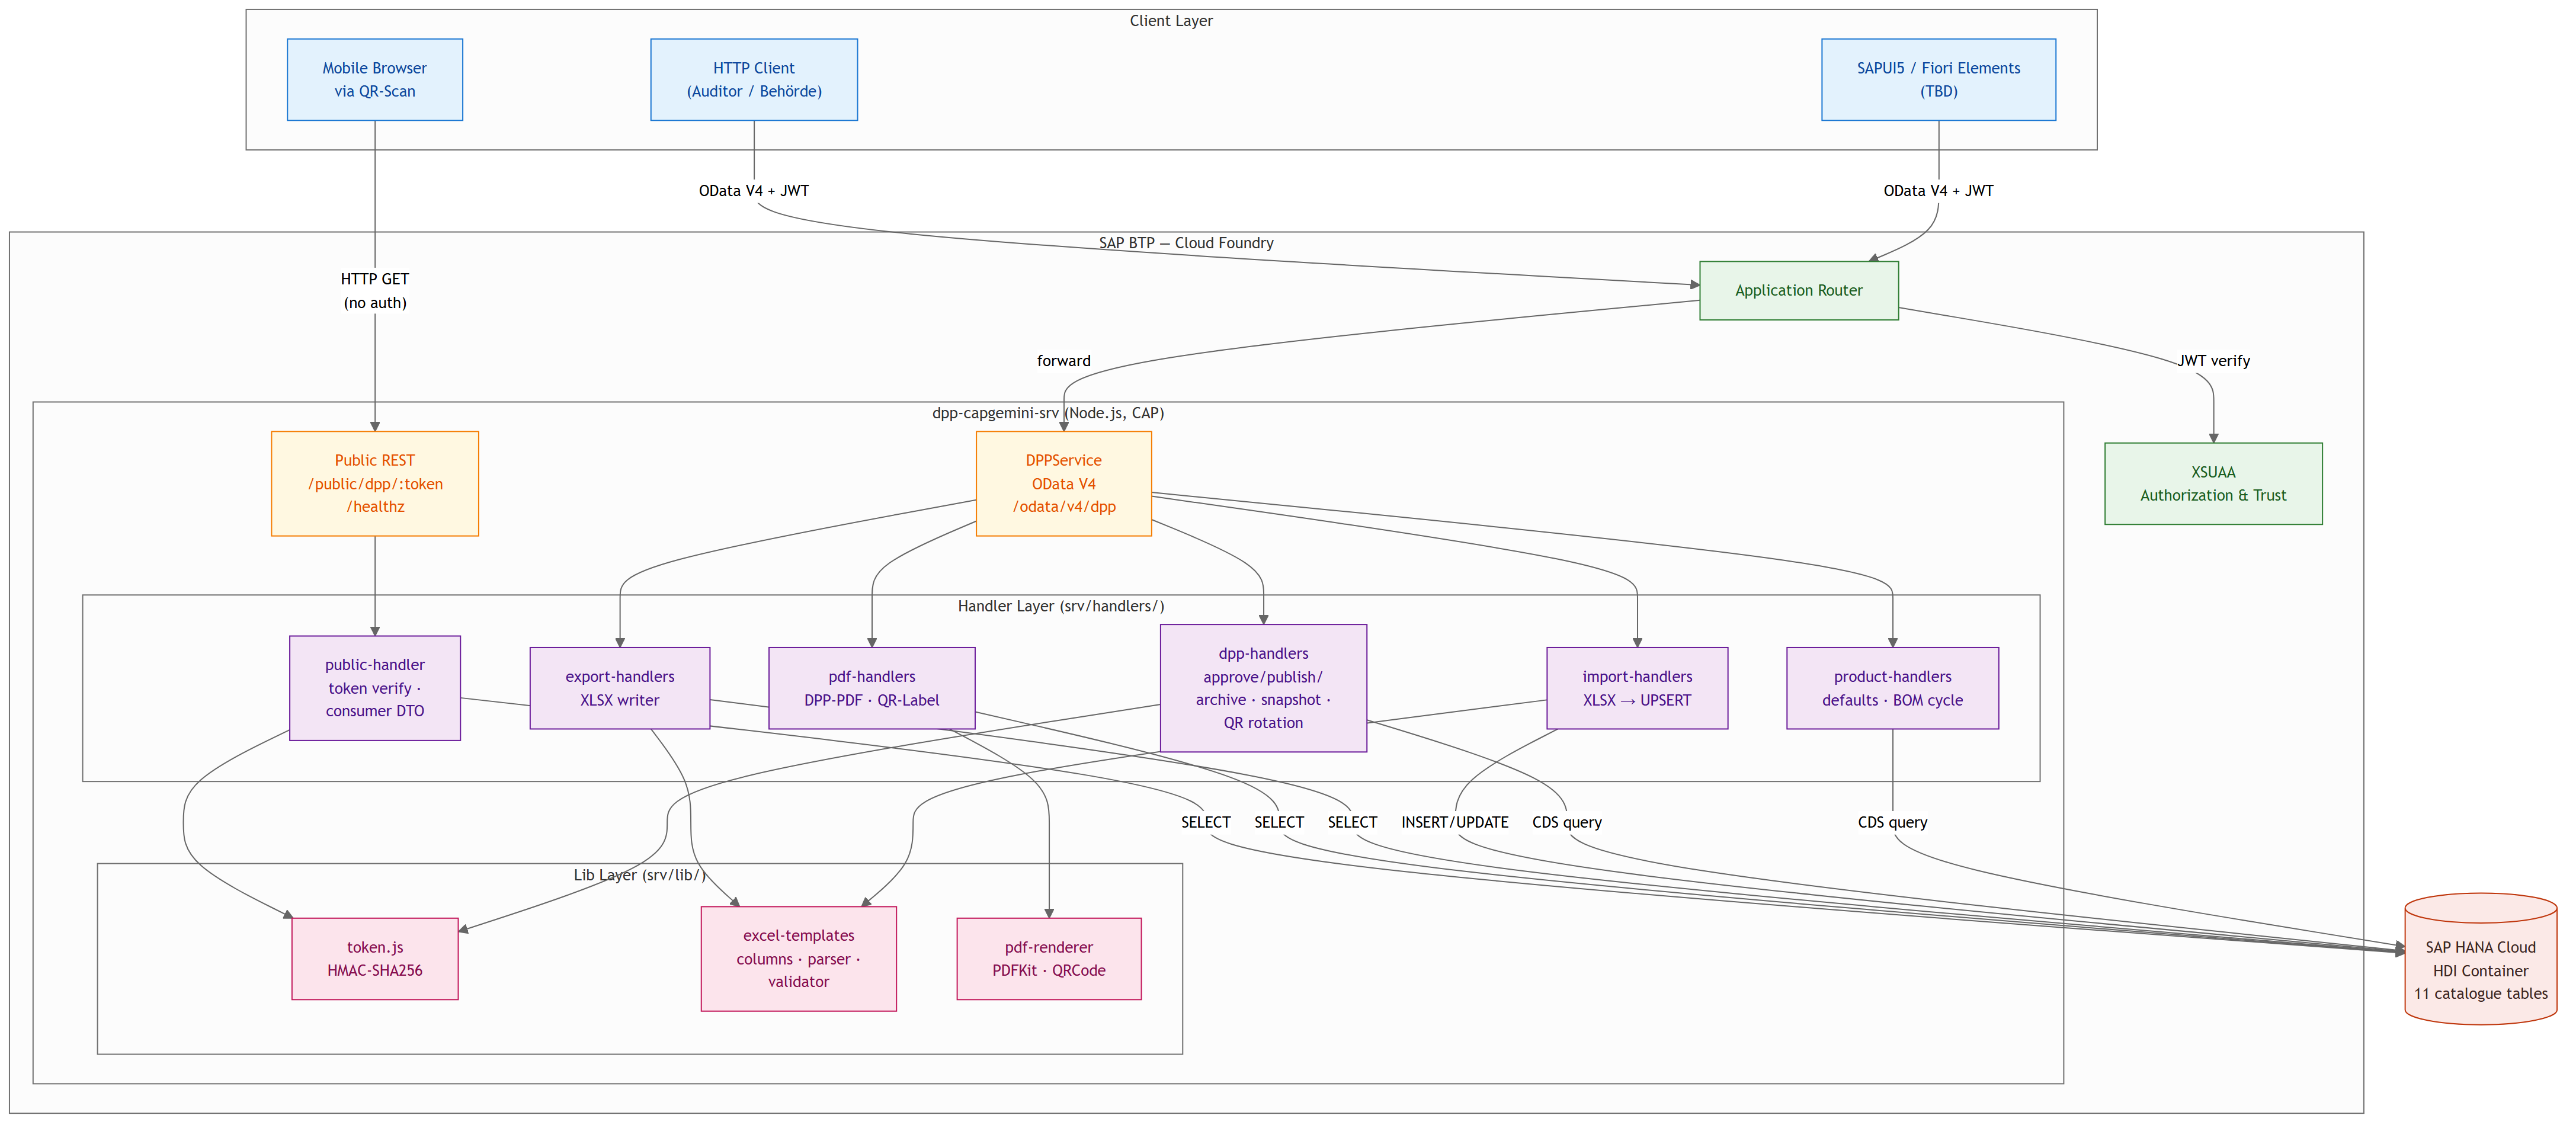 Client Layer
Mobile Browser
via QR-Scan
HTTP Client
(Auditor / Behörde)
SAPUI5 / Fiori Elements
(TBD)
OData V4 + JWT
OData V4 + JWT
SAP BTP — Cloud Foundry
HTTP GET
(no auth)
Application Router
forward
JWT verify
dpp-capgemini-srv (Node.js, CAP)
Public REST
/public/dpp/:token
/healthz
DPPService
OData V4
/odata/v4/dpp
XSUAA
Authorization & Trust
Handler Layer (srv/handlers/)
public-handler
token verify ·
consumer DTO
export-handlers
XLSX writer
pdf-handlers
DPP-PDF · QR-Label
dpp-handlers
approve/publish/
archive · snapshot ·
QR rotation
import-handlers
XLSX → UPSERT
product-handlers
defaults · BOM cycle
SELECT
SELECT
SELECT
INSERT/UPDATE
CDS query
CDS query
Lib Layer (srv/lib/)
token.js
HMAC-SHA256
excel-templates
columns · parser ·
validator
pdf-renderer
PDFKit · QRCode
SAP HANA Cloud
HDI Container
11 catalogue tables